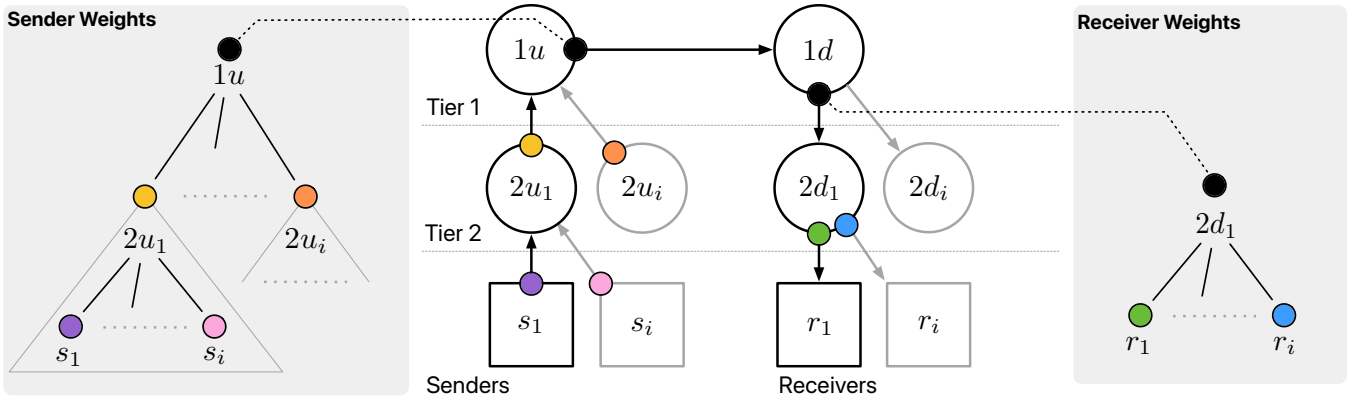 Sender Weights
1u
2u₁
2uᵢ
s₁
sᵢ
1u
1d
Tier 1
2u₁
2uᵢ
2d₁
2dᵢ
Tier 2
s₁
sᵢ
r₁
rᵢ
Senders
Receivers
Receiver Weights
2d₁
r₁
rᵢ